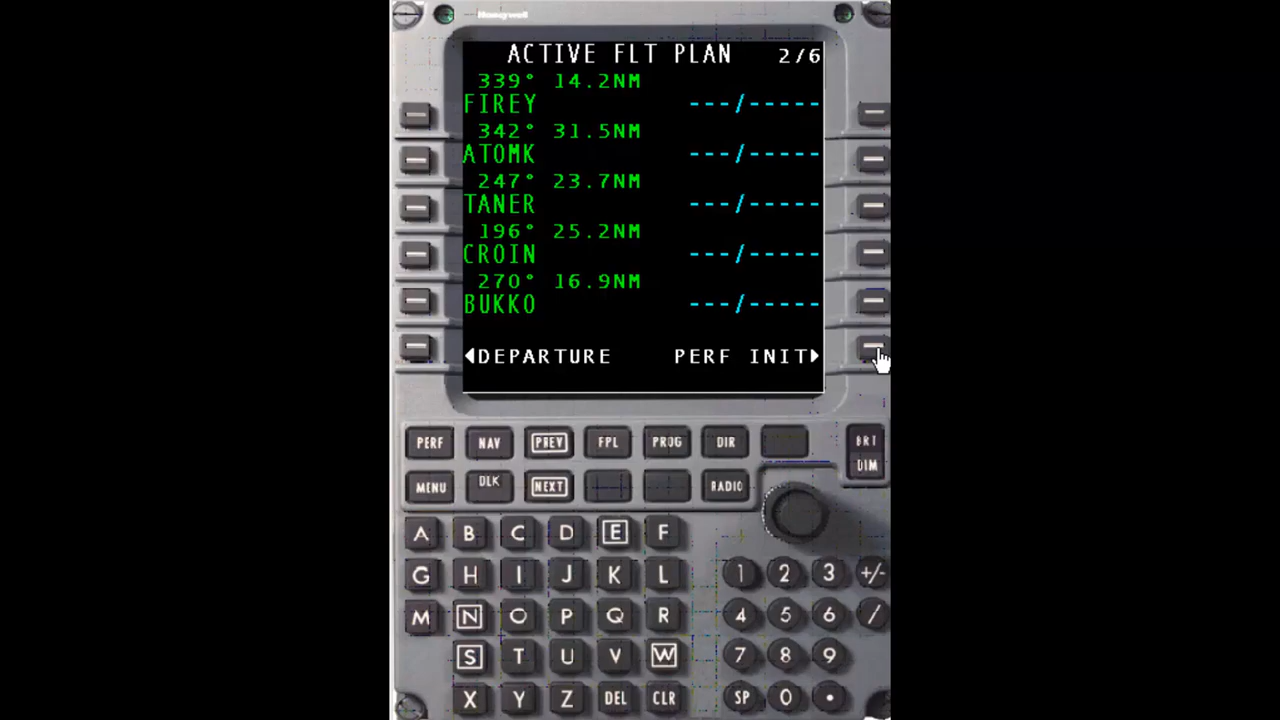 Honeywell
ACTIVE FLT PLAN 2/6
339° 14.2NM
FIREY ---/-----
342° 31.5NM
ATOMK ---/-----
247° 23.7NM
TANER ---/-----
196° 25.2NM
CROIN ---/-----
270° 16.9NM
BUKKO ---/-----
◀DEPARTURE PERF INIT▶
PERF NAV PREV FPL PROG DIR BRT
DIM
MENU DLK NEXT RADIO
A B C D E F
G H I J K L 1 2 3 +/-
M N O P Q R 4 5 6 /
S T U V W 7 8 9
X Y Z DEL CLR SP 0 •